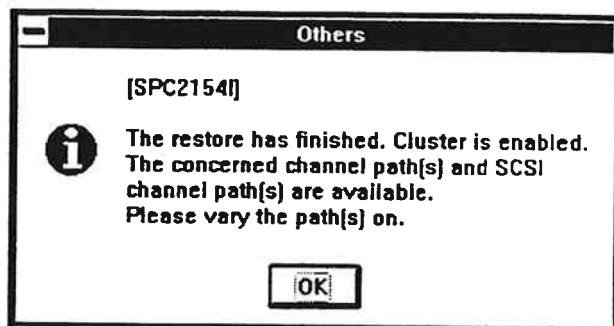 Others
[SPC2154I]
The restore has finished. Cluster is enabled.
The concerned channel path(s) and SCSI
channel path(s) are available.
Please vary the path(s) on.
OK